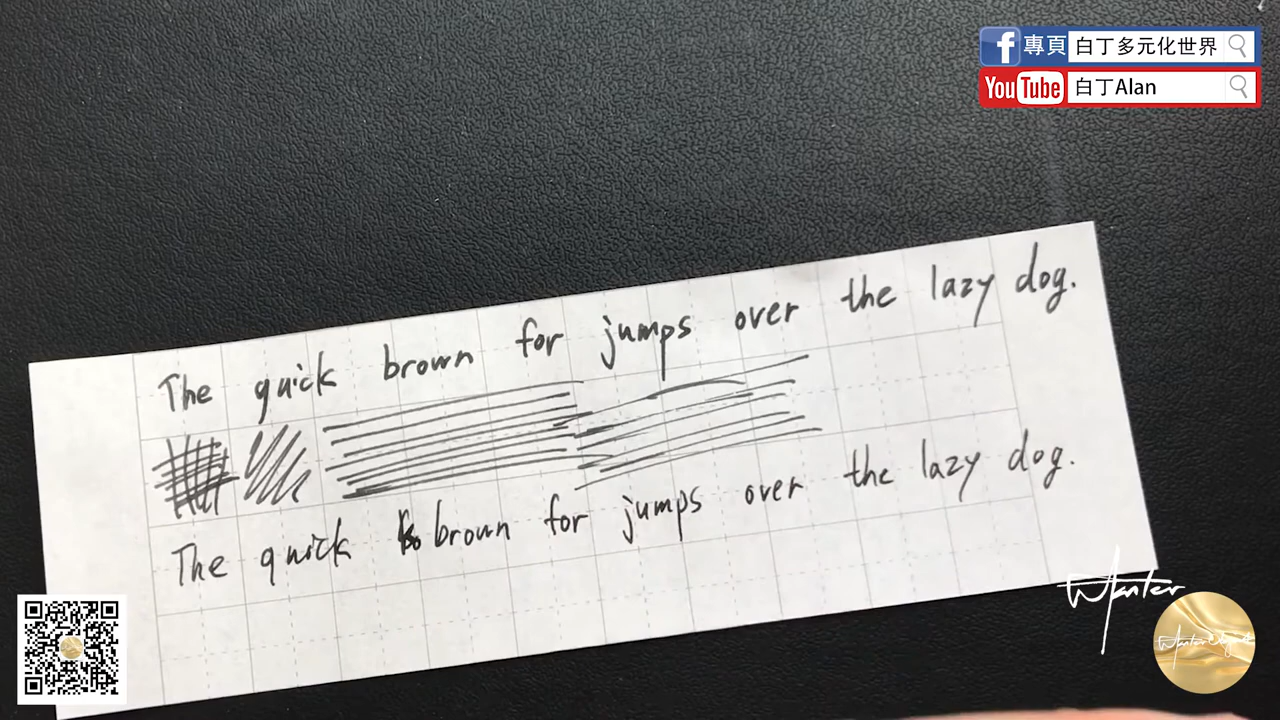 專頁 白丁多元化世界
YouTube 白丁Alan
The quick brown for jumps over the lazy dog.
The quick brown for jumps over the lazy dog.